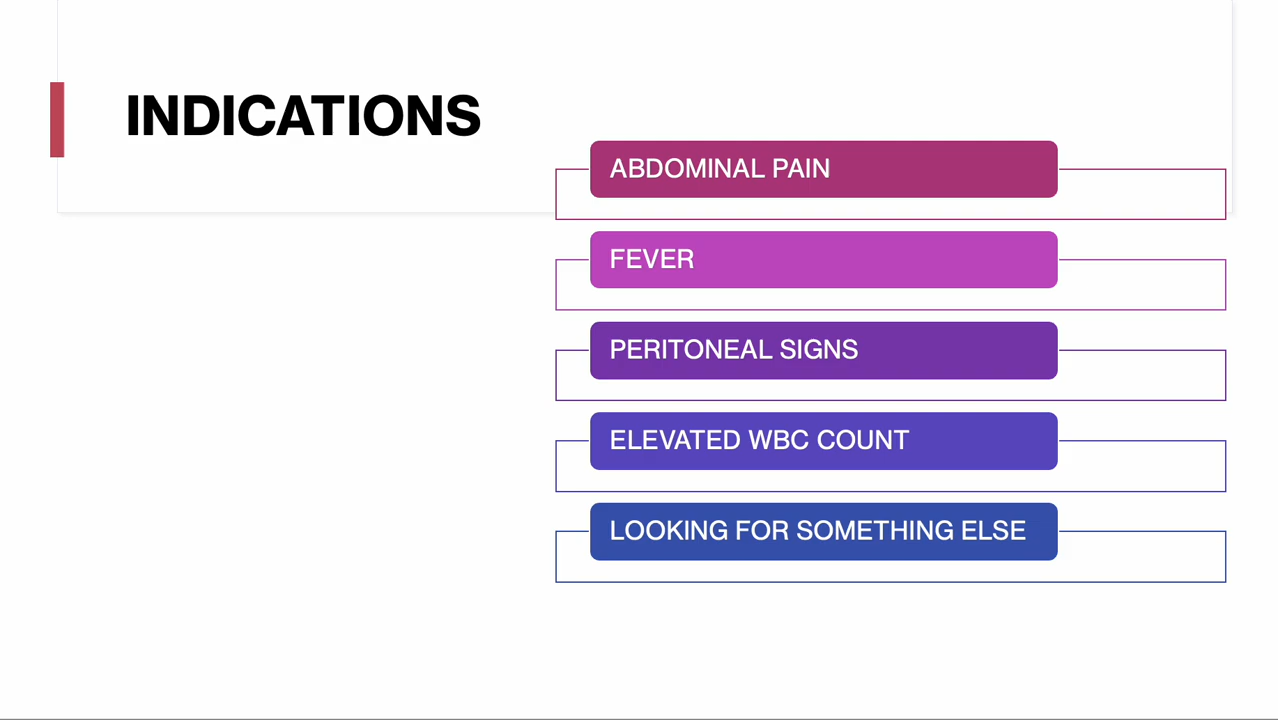 INDICATIONS
ABDOMINAL PAIN
FEVER
PERITONEAL SIGNS
ELEVATED WBC COUNT
LOOKING FOR SOMETHING ELSE